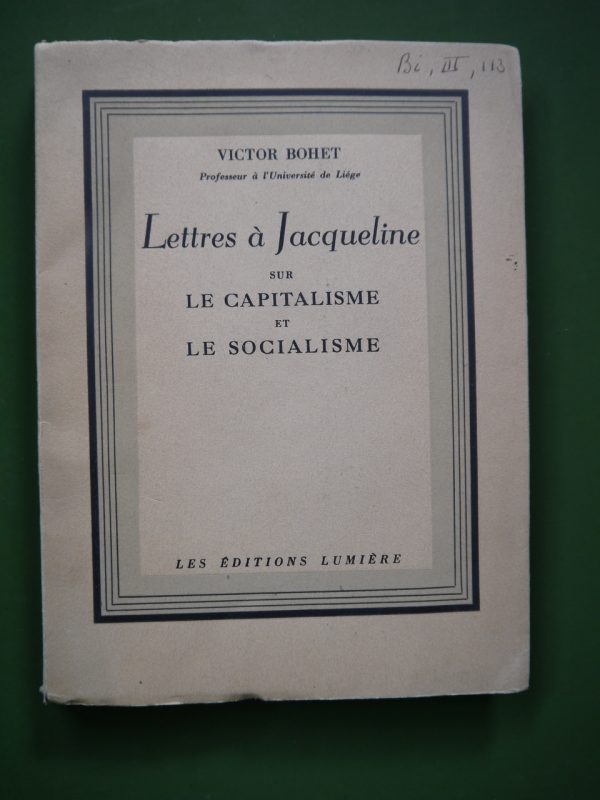 Bi, III, 113
VICTOR BOHET
Professeur à l'Université de Liége
Lettres à Jacqueline
SUR
LE CAPITALISME
ET
LE SOCIALISME
LES ÉDITIONS LUMIÈRE